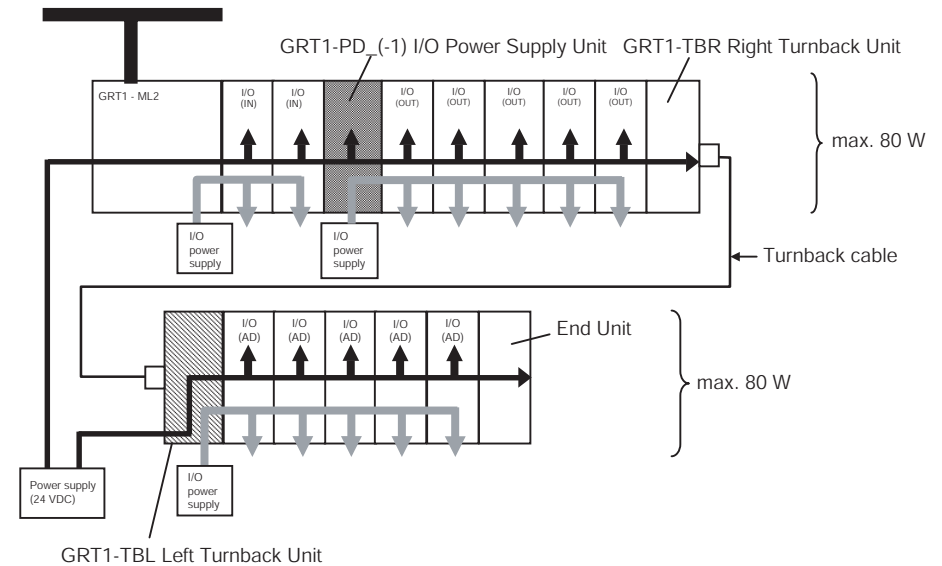 GRT1-PD_(-1) I/O Power Supply Unit GRT1-TBR Right Turnback Unit
GRT1 - ML2
I/O
(IN)
I/O
(IN)
I/O
(OUT)
I/O
(OUT)
I/O
(OUT)
I/O
(OUT)
I/O
(OUT)
max. 80 W
I/O
power
supply
I/O
power
supply
Turnback cable
I/O
(AD)
I/O
(AD)
I/O
(AD)
I/O
(AD)
I/O
(AD)
End Unit
max. 80 W
Power supply
(24 VDC)
I/O
power
supply
GRT1-TBL Left Turnback Unit